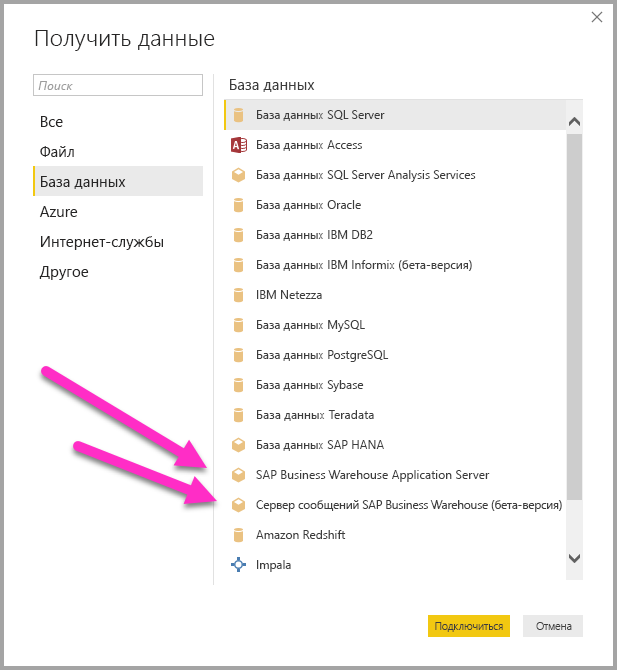 Получить данные
Поиск
Все
Файл
База данных
Azure
Интернет-службы
Другое
База данных
База данных SQL Server
База данных Access
База данных SQL Server Analysis Services
База данных Oracle
База данных IBM DB2
База данных IBM Informix (бета-версия)
IBM Netezza
База данных MySQL
База данных PostgreSQL
База данных Sybase
База данных Teradata
База данных SAP HANA
SAP Business Warehouse Application Server
Сервер сообщений SAP Business Warehouse (бета-версия)
Amazon Redshift
Impala
Подключиться
Отмена